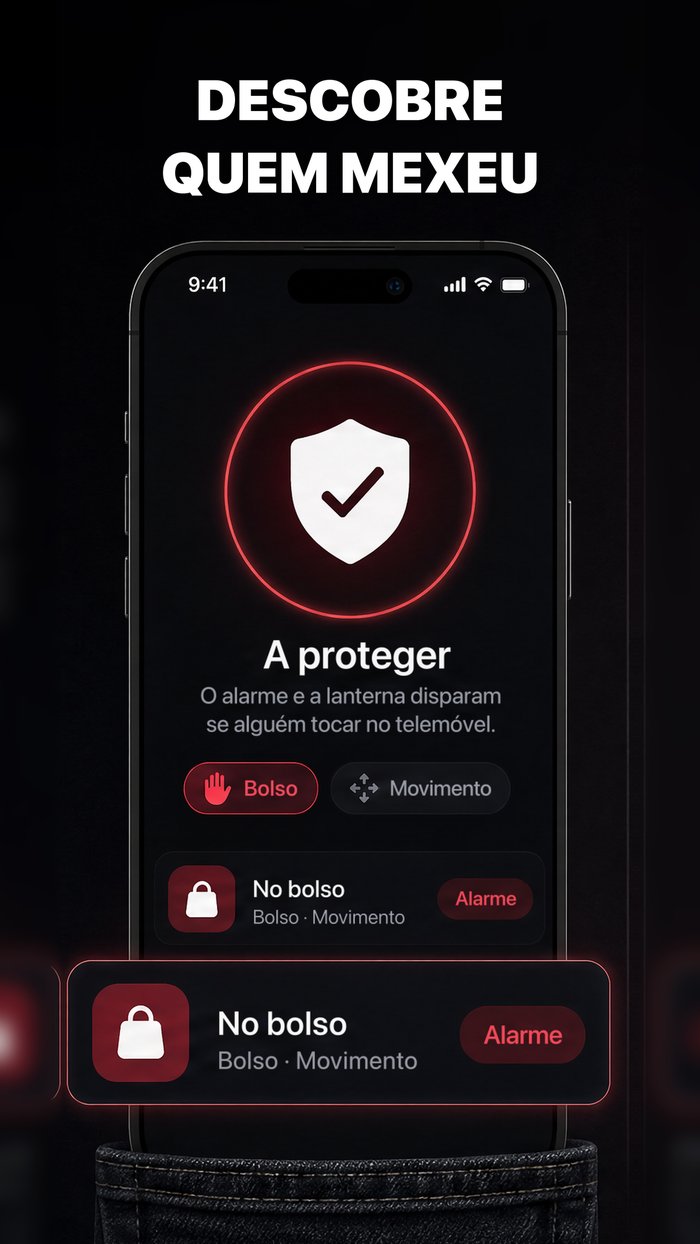 DESCOBRE
QUEM MEXEU
9:41
A proteger
O alarme e a lanterna disparam
se alguém tocar no telemóvel.
Bolso
Movimento
No bolso
Bolso · Movimento
Alarme
No bolso
Bolso · Movimento
Alarme